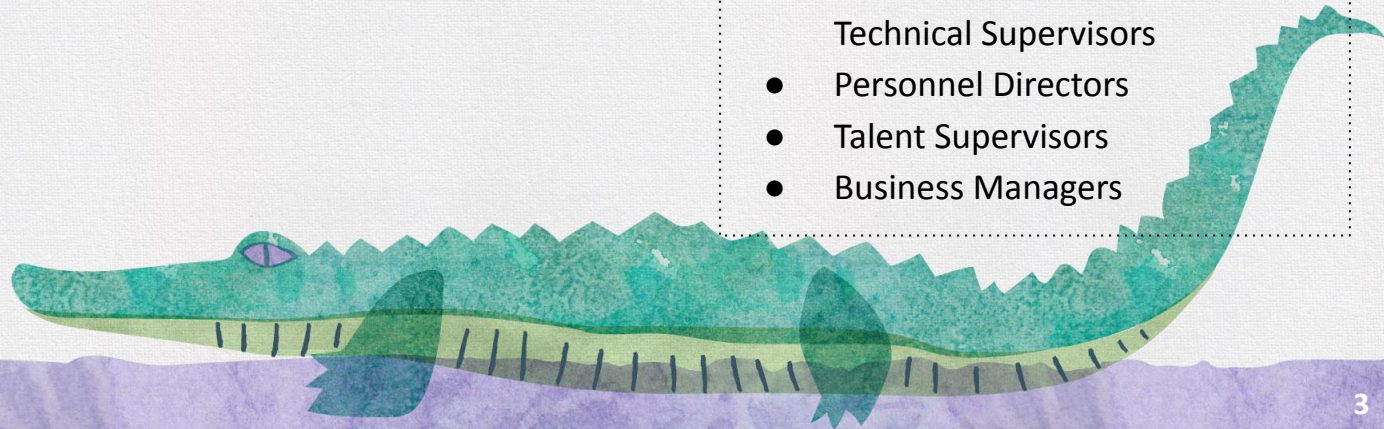 Technical Supervisors
● Personnel Directors
● Talent Supervisors
● Business Managers
3